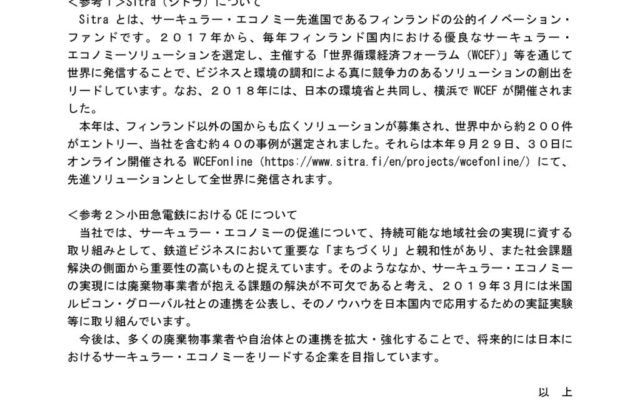 ＜参考１＞Sitra（シトラ）について
Sitra とは、サーキュラー・エコノミー先進国であるフィンランドの公的イノベーション・
ファンドです。２０１７年から、毎年フィンランド国内における優良なサーキュラー・
エコノミーソリューションを選定し、主催する「世界循環経済フォーラム（WCEF）」等を通じて
世界に発信することで、ビジネスと環境の調和による真に競争力のあるソリューションの創出を
リードしています。なお、２０１８年には、日本の環境省と共同し、横浜で WCEF が開催されま
した。
本年は、フィンランド以外の国からも広くソリューションが募集され、世界中から約２００件
がエントリー、当社を含む約４０の事例が選定されました。それらは本年９月２９日、３０日に
オンライン開催される WCEFonline（https://www.sitra.fi/en/projects/wcefonline/）にて、
先進ソリューションとして全世界に発信されます。
＜参考２＞小田急電鉄における CE について
当社では、サーキュラー・エコノミーの促進について、持続可能な地域社会の実現に資する
取り組みとして、鉄道ビジネスにおいて重要な「まちづくり」と親和性があり、また社会課題
解決の側面から重要性の高いものと捉えています。そのようななか、サーキュラー・エコノミー
の実現には廃棄物事業者が抱える課題の解決が不可欠であると考え、２０１９年３月には米国
ルビコン・グローバル社との連携を公表し、そのノウハウを日本国内で応用するための実証実験
等に取り組んでいます。
今後は、多くの廃棄物事業者や自治体との連携を拡大・強化することで、将来的には日本に
おけるサーキュラー・エコノミーをリードする企業を目指しています。
以 上